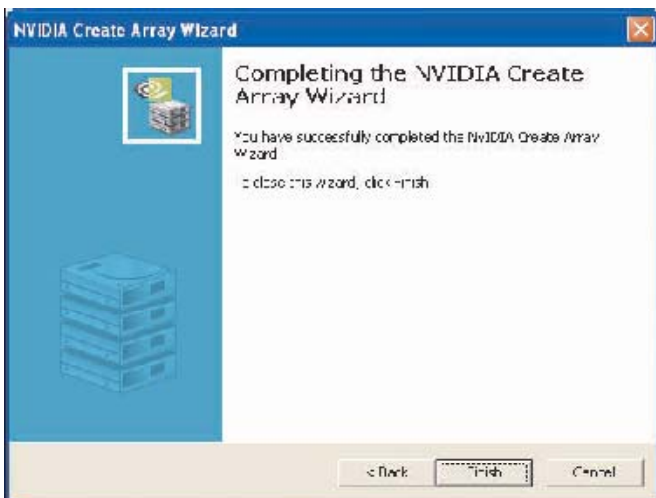 NVIDIA Create Array Wizard
Completing the NVIDIA Create
Array Wizard
You have successfully completed the NVIDIA Create Array
Wizard
To close this wizard, click Finish
< Back
Finish
Cancel